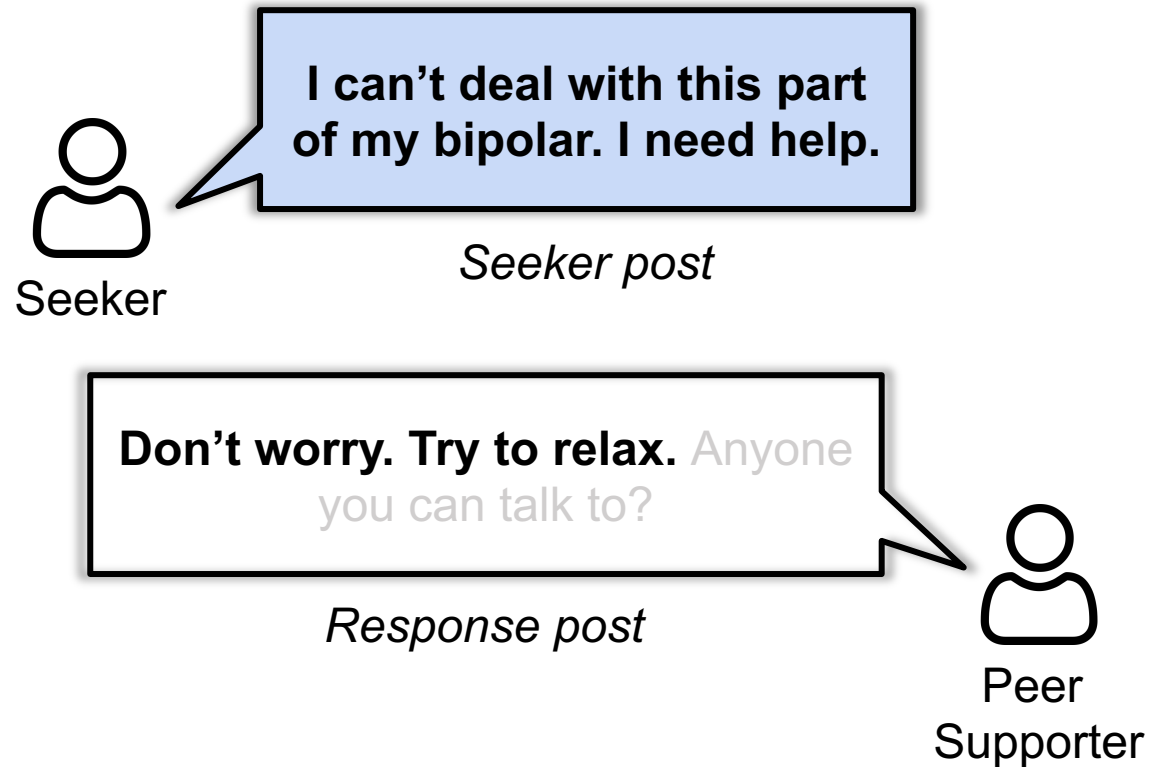 I can’t deal with this part
of my bipolar. I need help.
Seeker post
Seeker
Don’t worry. Try to relax. Anyone
you can talk to?
Response post
Peer
Supporter